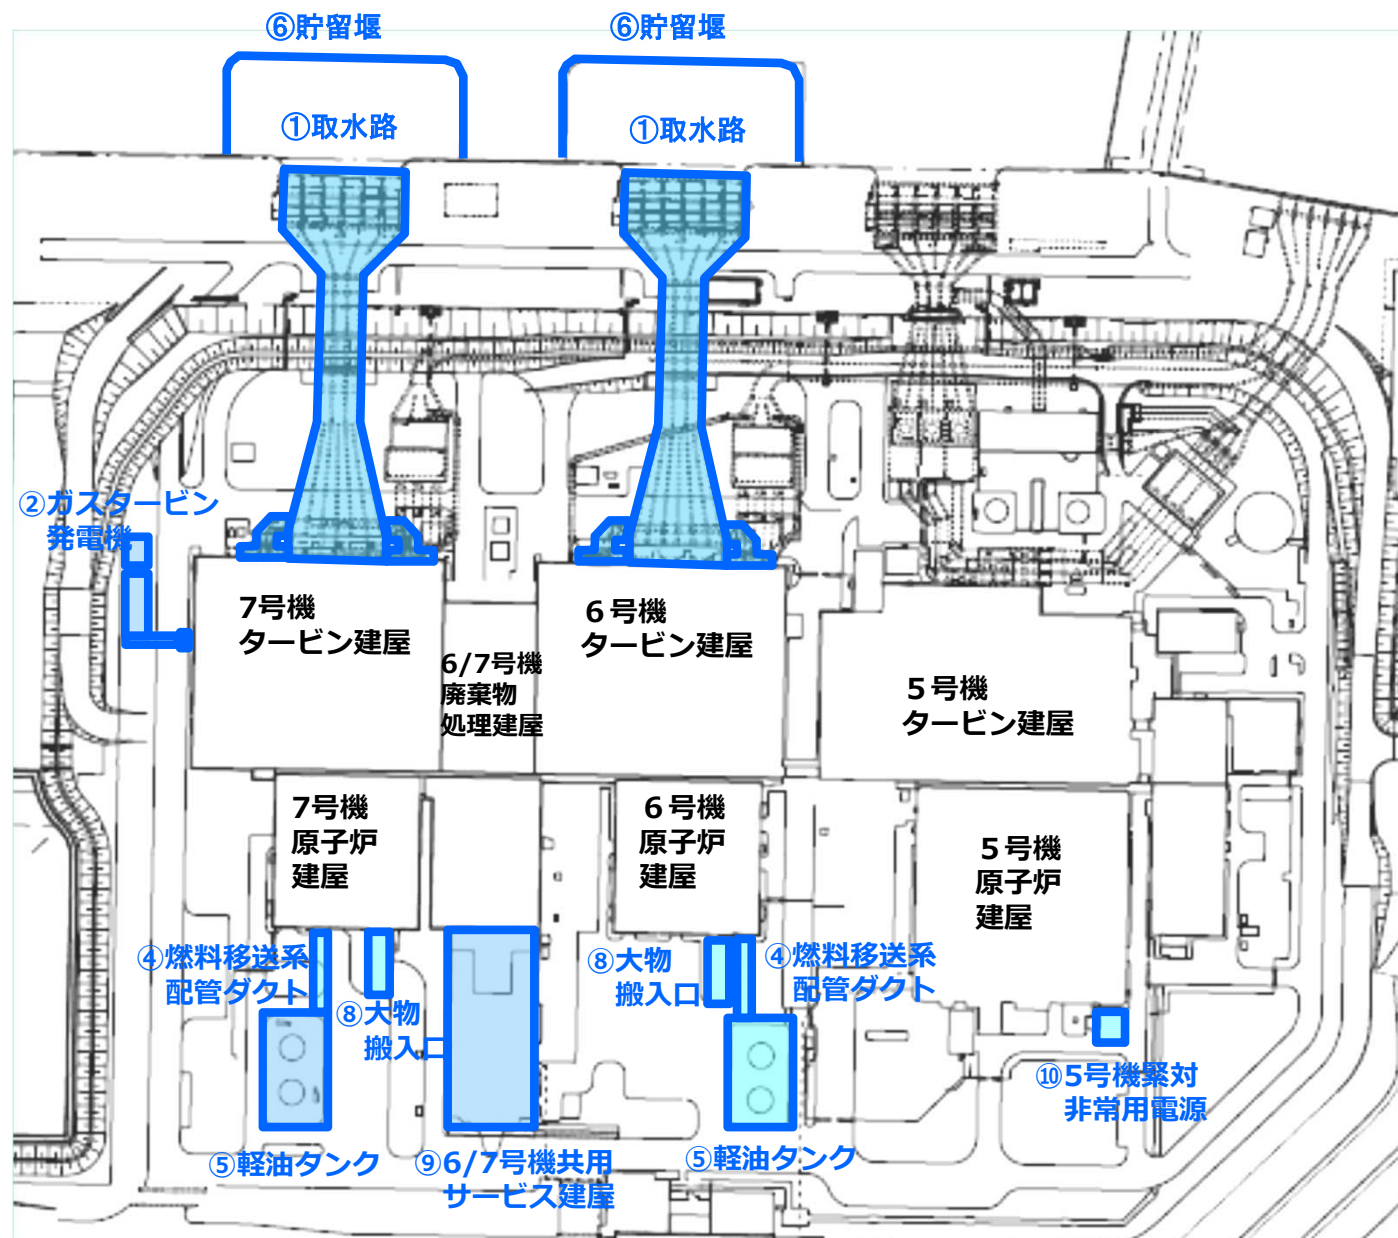 ⑥貯留堰
⑥貯留堰
①取水路
①取水路
②ガスタービン
発電機
7号機
タービン建屋
6/7号機
廃棄物
処理建屋
６号機
タービン建屋
５号機
タービン建屋
7号機
原子炉
建屋
６号機
原子炉
建屋
５号機
原子炉
建屋
④燃料移送系
配管ダクト
⑧大物
搬入口
⑧大物
搬入口
④燃料移送系
配管ダクト
⑩5号機緊対
非常用電源
⑤軽油タンク
⑨6/7号機共用
サービス建屋
⑤軽油タンク